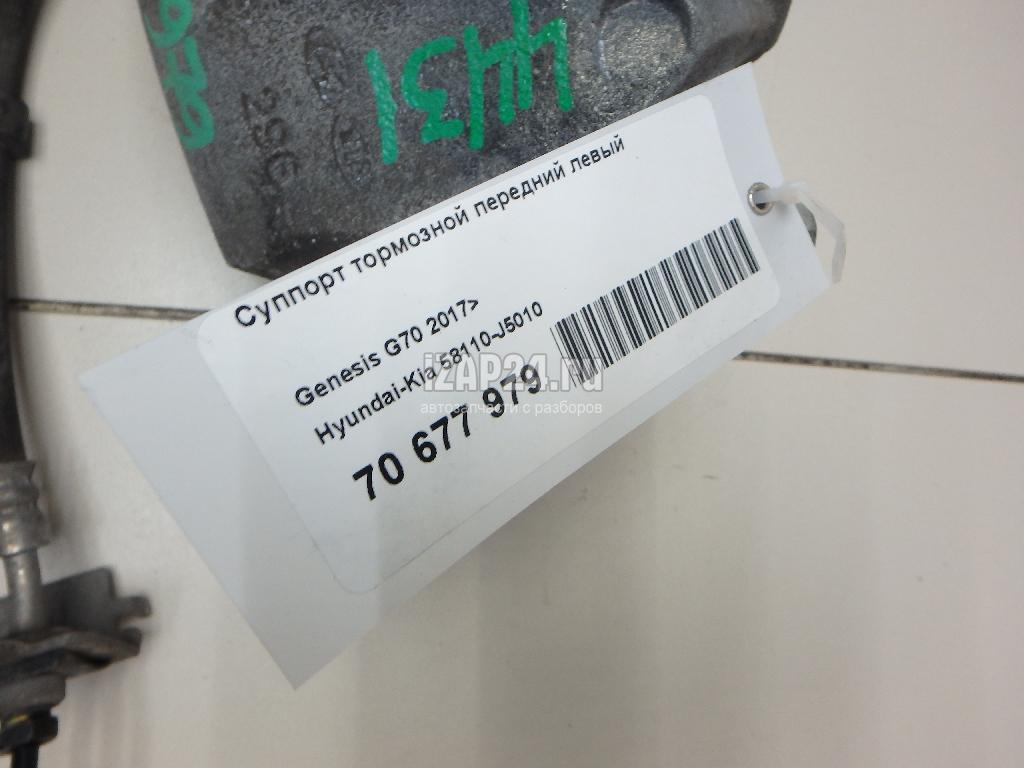 979
4431
Суппорт тормозной передний левый
Genesis G70 2017>
Hyundai-Kia 58110-J5010
70 677 979
iZAP24.ru
автозапчасти с разборов